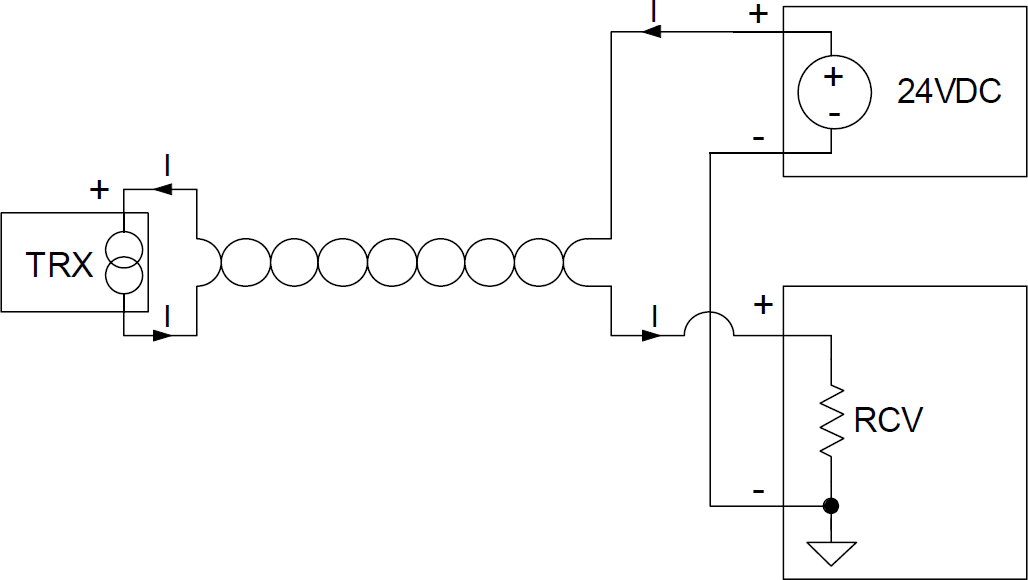 I
+
+
-
24VDC
-
I
+
TRX
I
I
+
RCV
-